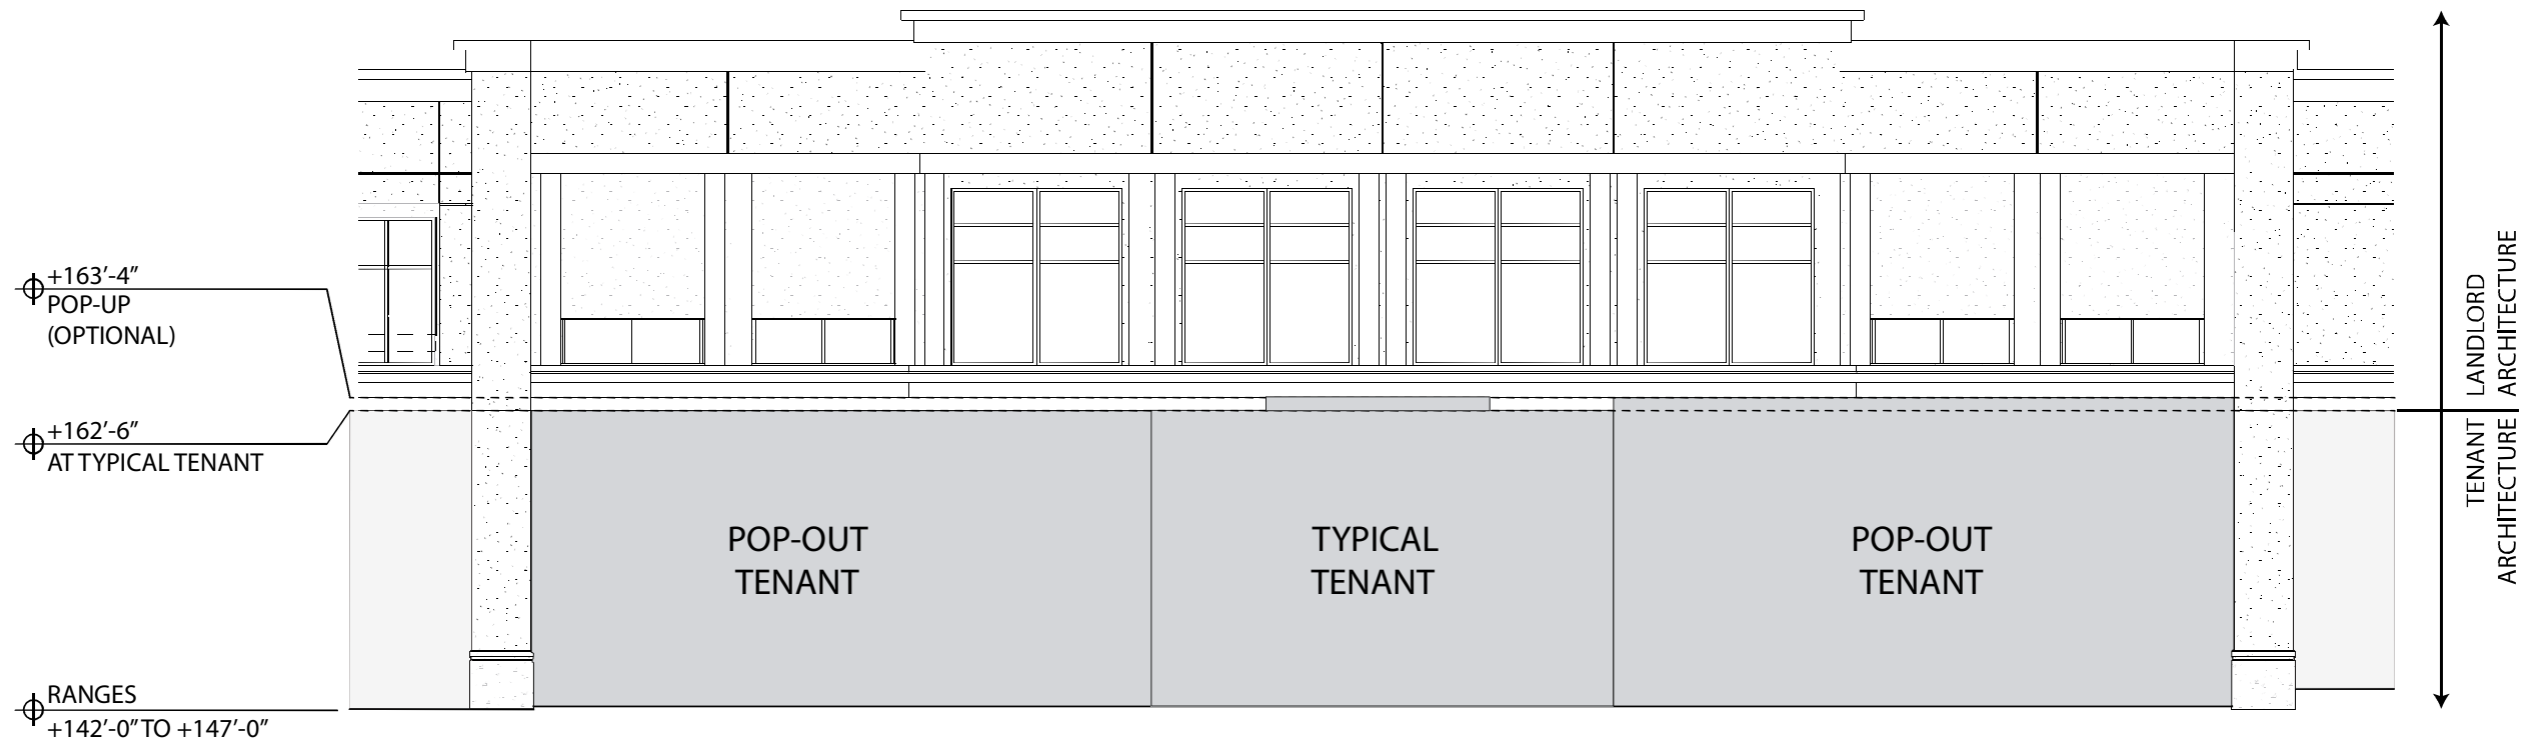 +163’-4”
POP-UP
(OPTIONAL)
+162’-6”
AT TYPICAL TENANT
RANGES
+142’-0” TO +147’-0”
POP-OUT
TENANT
TYPICAL
TENANT
POP-OUT
TENANT
LANDLORD
ARCHITECTURE
TENANT
ARCHITECTURE